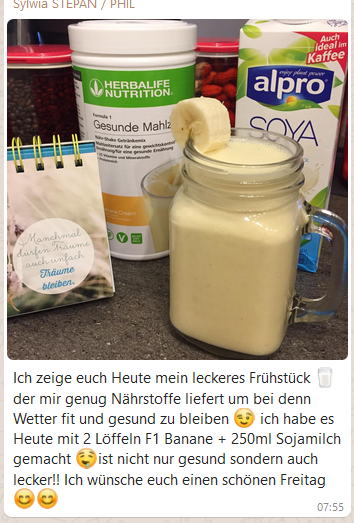 Sylwia STEPAN / PHIL
Auch
ideal im
Kaffee
HERBALIFE
NUTRITION
Formula 1
Gesunde Mahlz
enjoy plant power
alpro
SOYA
Manchmal
dürfen Träume
auch einfach
Träume
bleiben.
Ich zeige euch Heute mein leckeres Frühstück 🥛
der mir genug Nährstoffe liefert um bei denn
Wetter fit und gesund zu bleiben 😉 ich habe es
Heute mit 2 Löffeln F1 Banane + 250ml Sojamilch
gemacht 🤤ist nicht nur gesund sondern auch
lecker!! Ich wünsche euch einen schönen Freitag
😊😊
07:55